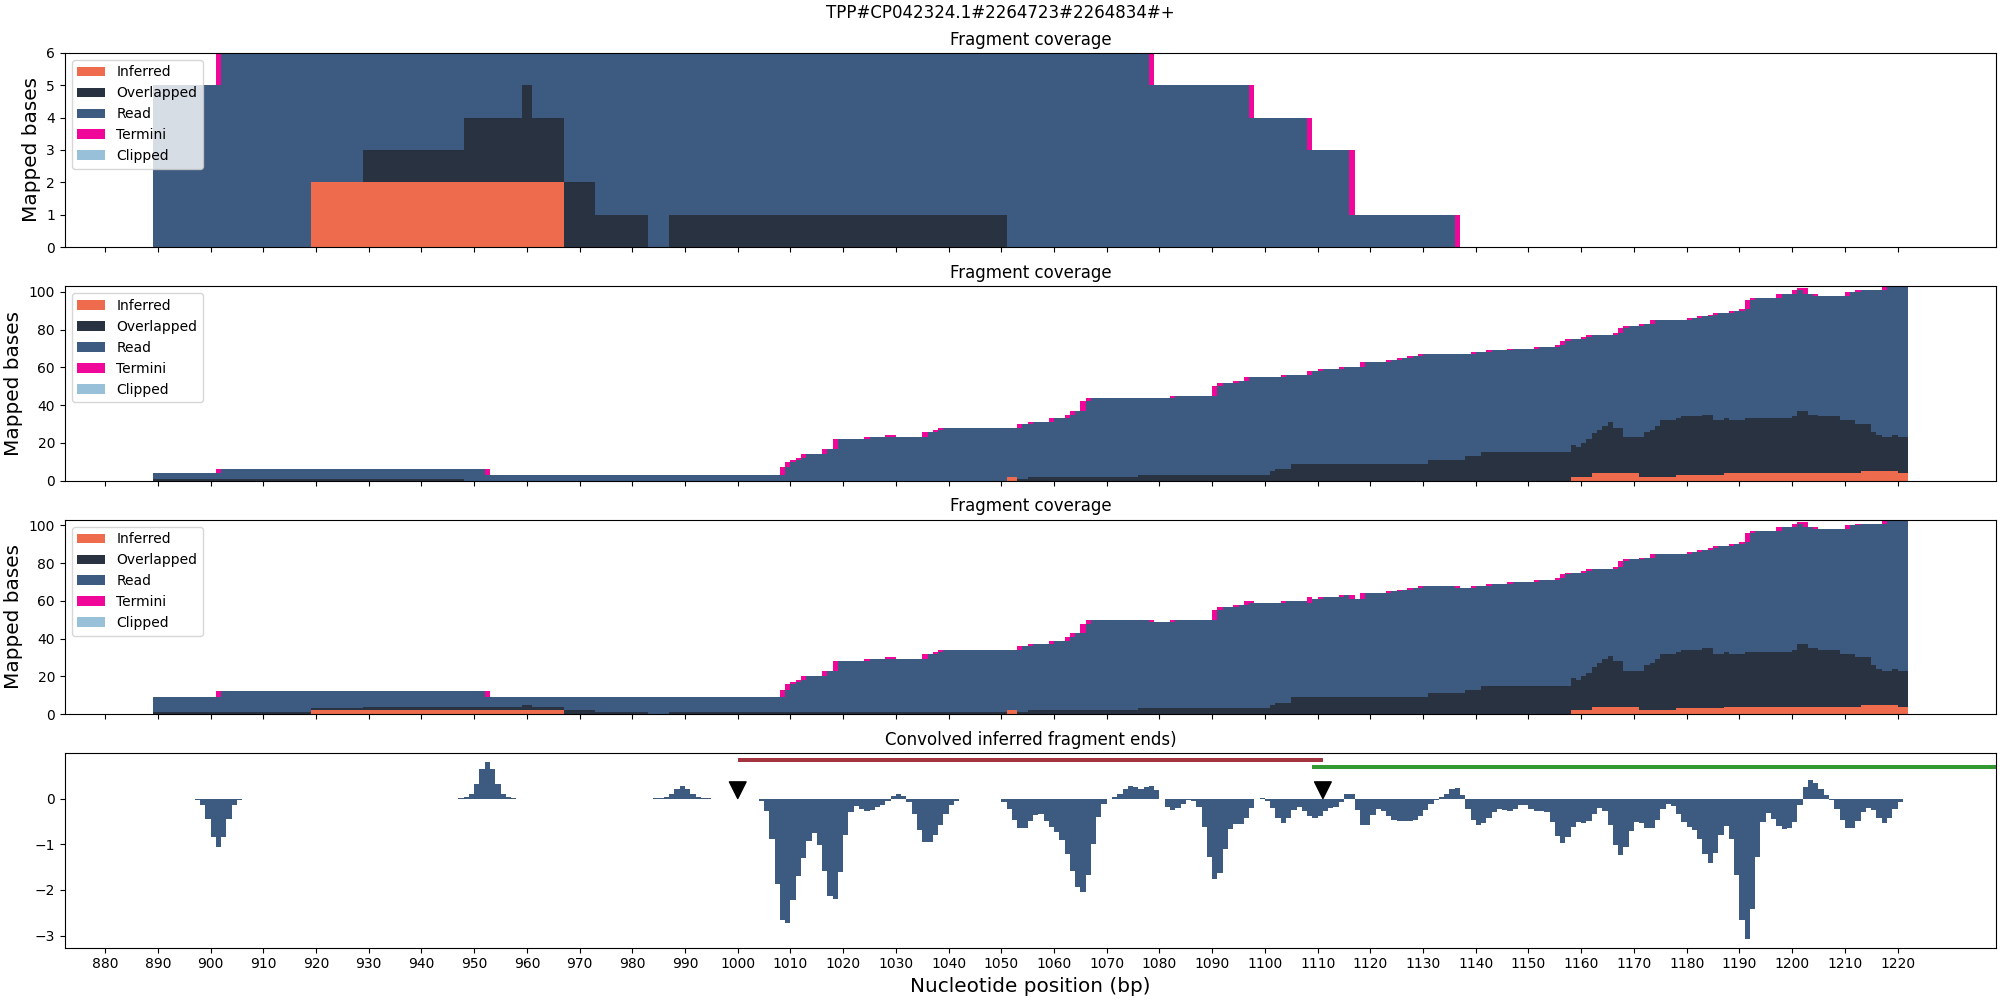 TPP#CP042324.1#2264723#2264834#+
Fragment coverage
Mapped bases
6
5
4
3
2
1
0
Inferred
Overlapped
Read
Termini
Clipped
Fragment coverage
Mapped bases
100
80
60
40
20
0
Inferred
Overlapped
Read
Termini
Clipped
Fragment coverage
Mapped bases
100
80
60
40
20
0
Inferred
Overlapped
Read
Termini
Clipped
Convolved inferred fragment ends)
0
−1
−2
−3
880 890 900 910 920 930 940 950 960 970 980 990 1000 1010 1020 1030 1040 1050 1060 1070 1080 1090 1100 1110 1120 1130 1140 1150 1160 1170 1180 1190 1200 1210 1220
Nucleotide position (bp)